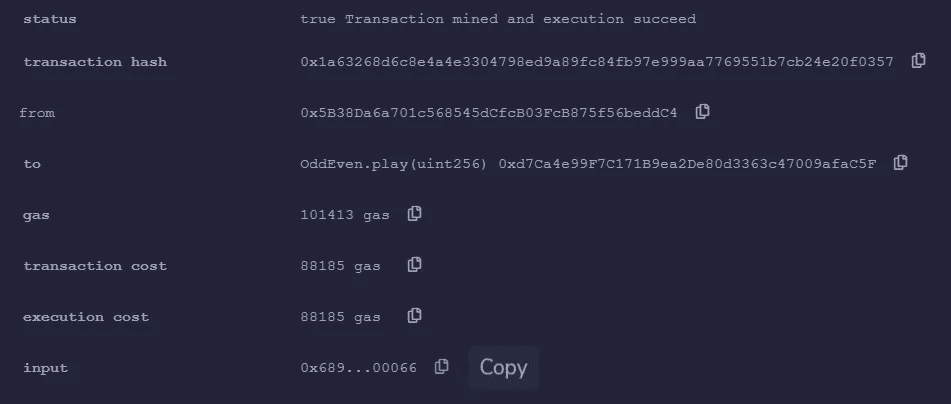 status true Transaction mined and execution succeed
transaction hash 0x1a63268d6c8e4a4e3304798ed9a89fc84fb97e999aa7769551b7cb24e20f0357
from 0x5B38Da6a701c568545dCfcB03FcB875f56beddC4
to OddEven.play(uint256) 0xd7Ca4e99F7C171B9ea2De80d3363c47009afaC5F
gas 101413 gas
transaction cost 88185 gas
execution cost 88185 gas
input 0x689...00066 Copy